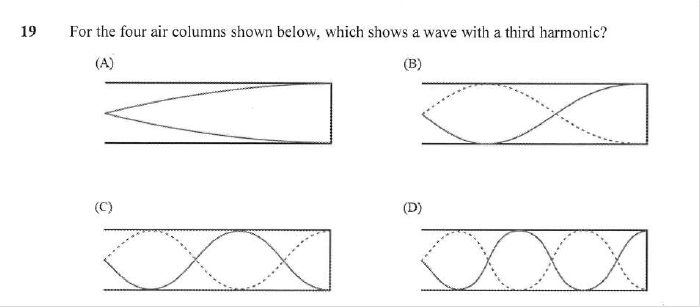 19 For the four air columns shown below, which shows a wave with a third harmonic?
(A) (B)
(C) (D)